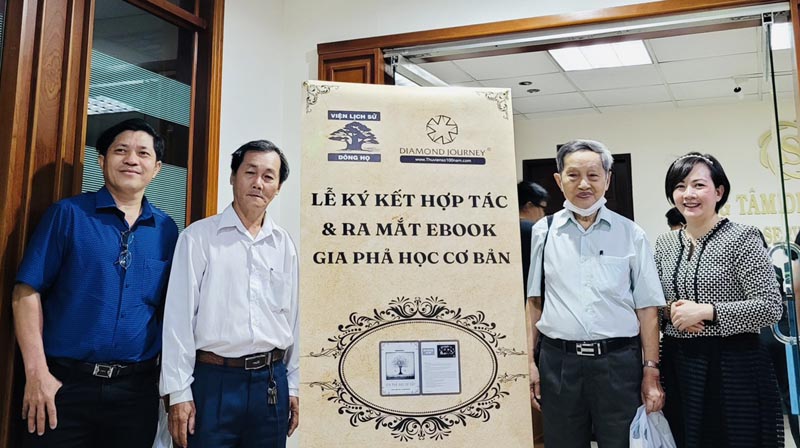 VIỆN LỊCH SỬ
DÒNG HỌ
DIAMOND JOURNEY®
www.Thuvienso100nam.com
LỄ KÝ KẾT HỢP TÁC
& RA MẮT EBOOK
GIA PHẢ HỌC CƠ BẢN
G TÂM D